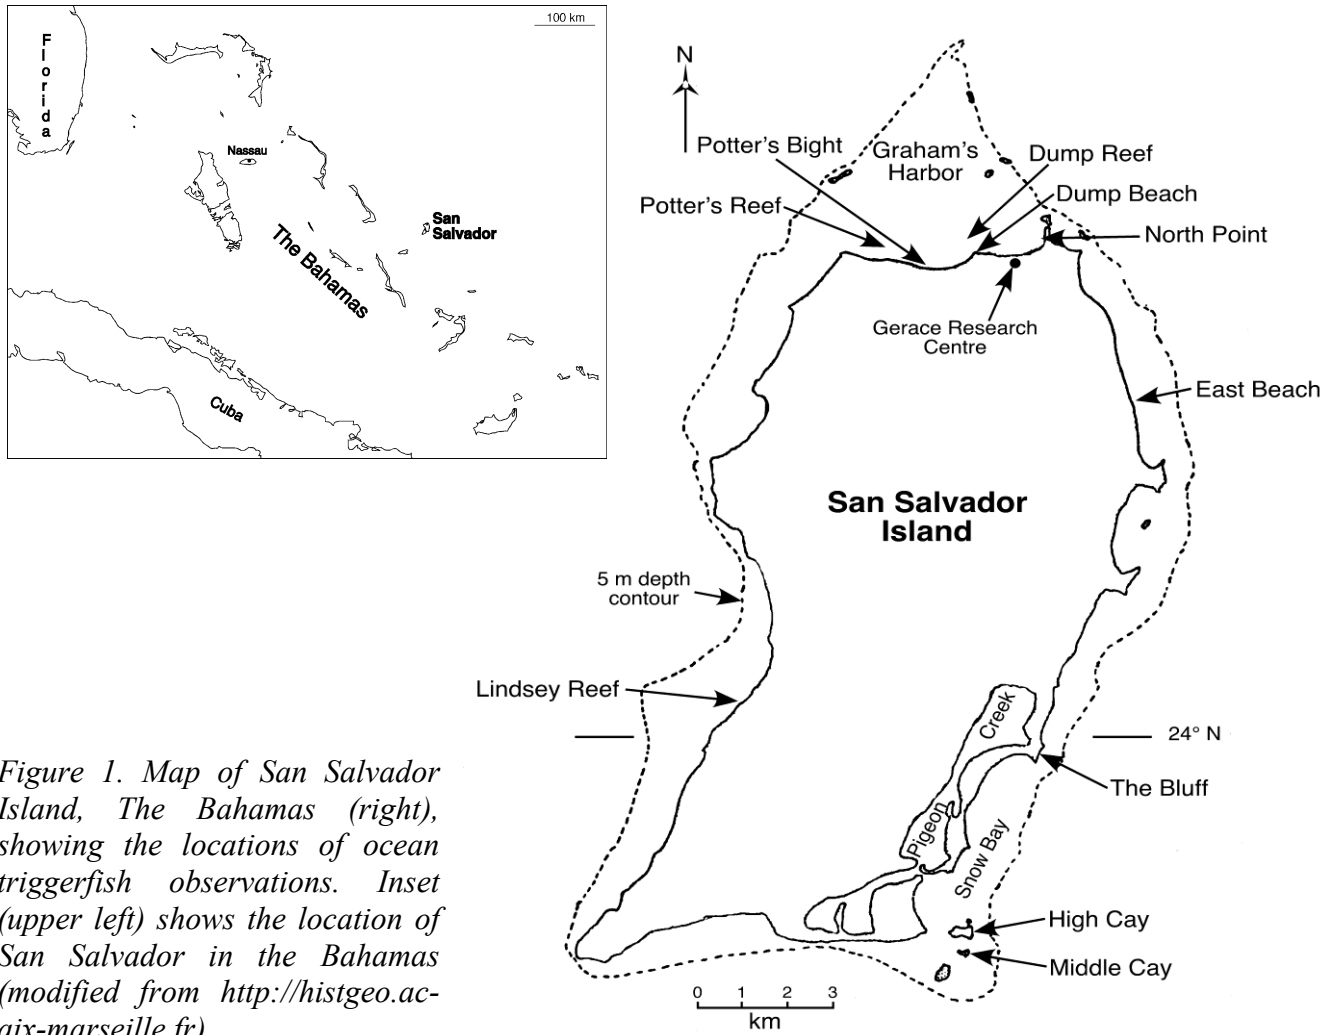 100 km
Florida
Nassau
San
Salvador
The Bahamas
Cuba
N
Potter's Bight
Graham's
Harbor
Dump Reef
Dump Beach
Potter's Reef
North Point
Gerace Research
Centre
East Beach
San Salvador
Island
5 m depth
contour
Lindsey Reef
Creek
24° N
The Bluff
Pigeon
Snow Bay
High Cay
Middle Cay
0 1 2 3
km
Figure 1. Map of San Salvador
Island, The Bahamas (right),
showing the locations of ocean
triggerfish observations. Inset
(upper left) shows the location of
San Salvador in the Bahamas
(modified from http://histgeo.ac-
aix-marseille.fr)